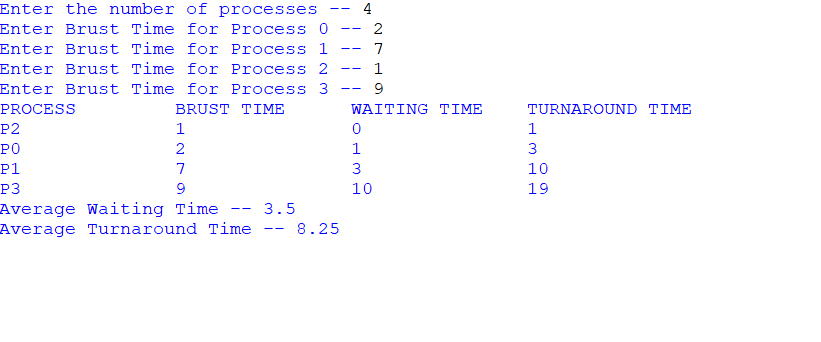 Enter the number of processes -- 4
Enter Brust Time for Process 0 -- 2
Enter Brust Time for Process 1 -- 7
Enter Brust Time for Process 2 -- 1
Enter Brust Time for Process 3 -- 9
PROCESS BRUST TIME WAITING TIME TURNAROUND TIME
P2 1 0 1
P0 2 1 3
P1 7 3 10
P3 9 10 19
Average Waiting Time -- 3.5
Average Turnaround Time -- 8.25